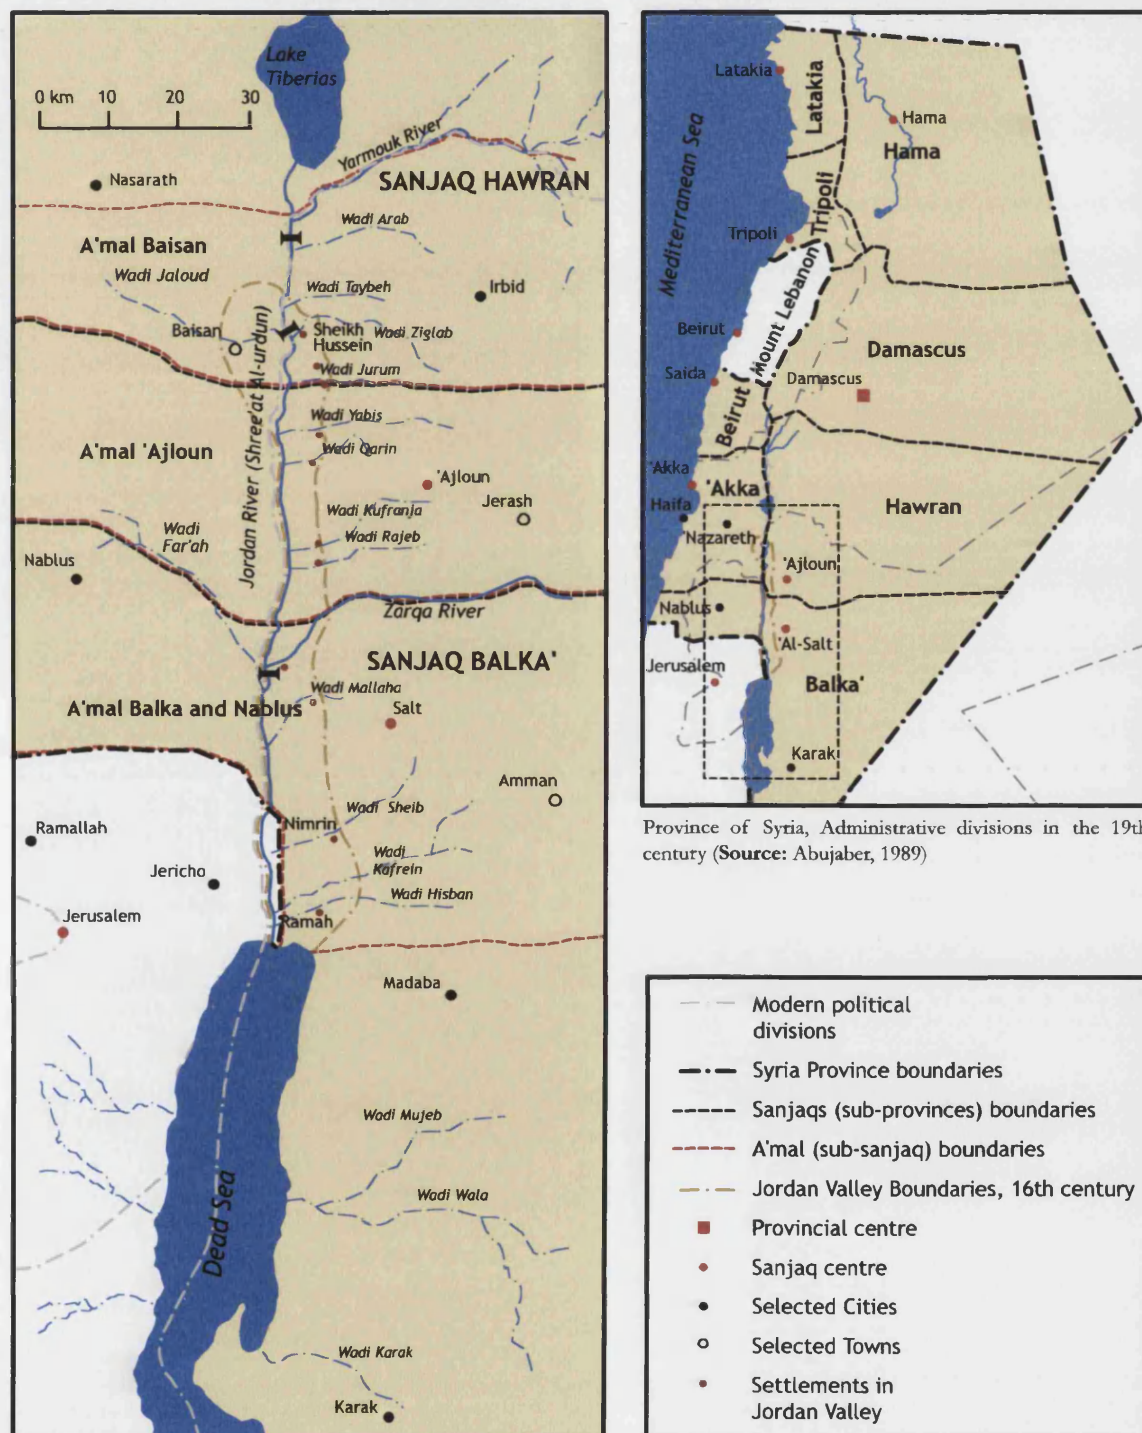 Lake
Tiberias
0 km 10 20 30
Yarmouk River
Nasarath
SANJAQ HAWRAN
Wadi Arab
A'mal Baisan
Wadi Jaloud
Irbid
Wadi Taybeh
Baisan
Sheikh
Hussein
Wadi Ziglab
Wadi Jurum
Jordan River (Shree'at Al-urdun)
Wadi Yabis
A'mal 'Ajloun
Wadi Qarin
'Ajloun
Jerash
Wadi Kufranja
Wadi
Far'ah
Wadi Rajeb
Nablus
Zarqa River
SANJAQ BALKA'
Wadi Mallaha
A'mal Balka and Nablus
Salt
Amman
Wadi Sheib
Nimrin
Ramallah
Wadi
Kafrein
Jericho
Wadi Hisban
Jerusalem
Ramah
Madaba
Wadi Mujeb
Wadi Wala
Dead Sea
Wadi Karak
Karak
Latakia
Latakia
Hama
Hama
Mediterranean Sea
Tripoli
Tripoli
Mount Lebanon
Beirut
Damascus
Saida
Damascus
Beirut
'Akka
'Akka
Haifa
Hawran
Nazareth
'Ajloun
Nablus
'Al-Salt
Jerusalem
Balka'
Karak
Province of Syria, Administrative divisions in the 19th
century (Source: Abujaber, 1989)
Modern political
divisions
Syria Province boundaries
Sanjaqs (sub-provinces) boundaries
A'mal (sub-sanjaq) boundaries
Jordan Valley Boundaries, 16th century
Provincial centre
Sanjaq centre
Selected Cities
Selected Towns
Settlements in
Jordan Valley